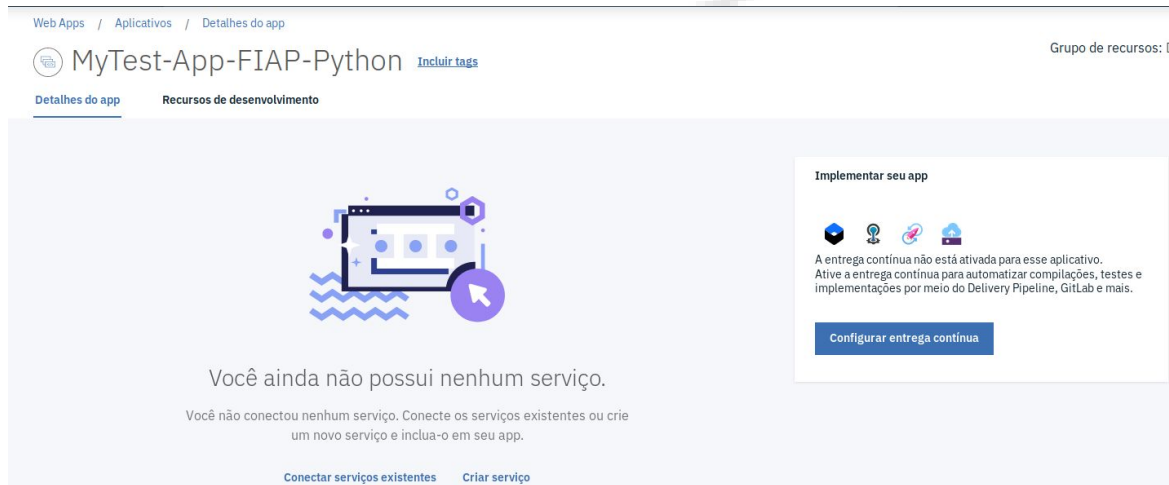 Web Apps / Aplicativos / Detalhes do app
MyTest-App-FIAP-Python Incluir tags
Grupo de recursos:
Detalhes do app Recursos de desenvolvimento
Implementar seu app
A entrega contínua não está ativada para esse aplicativo.
Ative a entrega contínua para automatizar compilações, testes e
implementações por meio do Delivery Pipeline, GitLab e mais.
Configurar entrega contínua
Você ainda não possui nenhum serviço.
Você não conectou nenhum serviço. Conecte os serviços existentes ou crie
um novo serviço e inclua-o em seu app.
Conectar serviços existentes Criar serviço